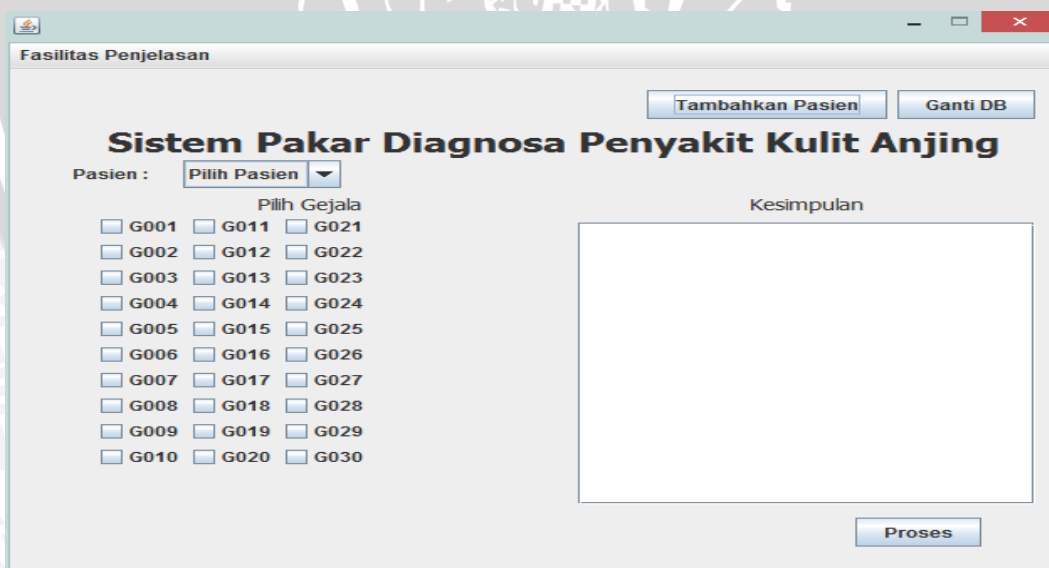 Fasilitas Penjelasan
Tambahkan Pasien Ganti DB
Sistem Pakar Diagnosa Penyakit Kulit Anjing
Pasien : Pilih Pasien
Pilih Gejala Kesimpulan
G001 G011 G021
G002 G012 G022
G003 G013 G023
G004 G014 G024
G005 G015 G025
G006 G016 G026
G007 G017 G027
G008 G018 G028
G009 G019 G029
G010 G020 G030
Proses